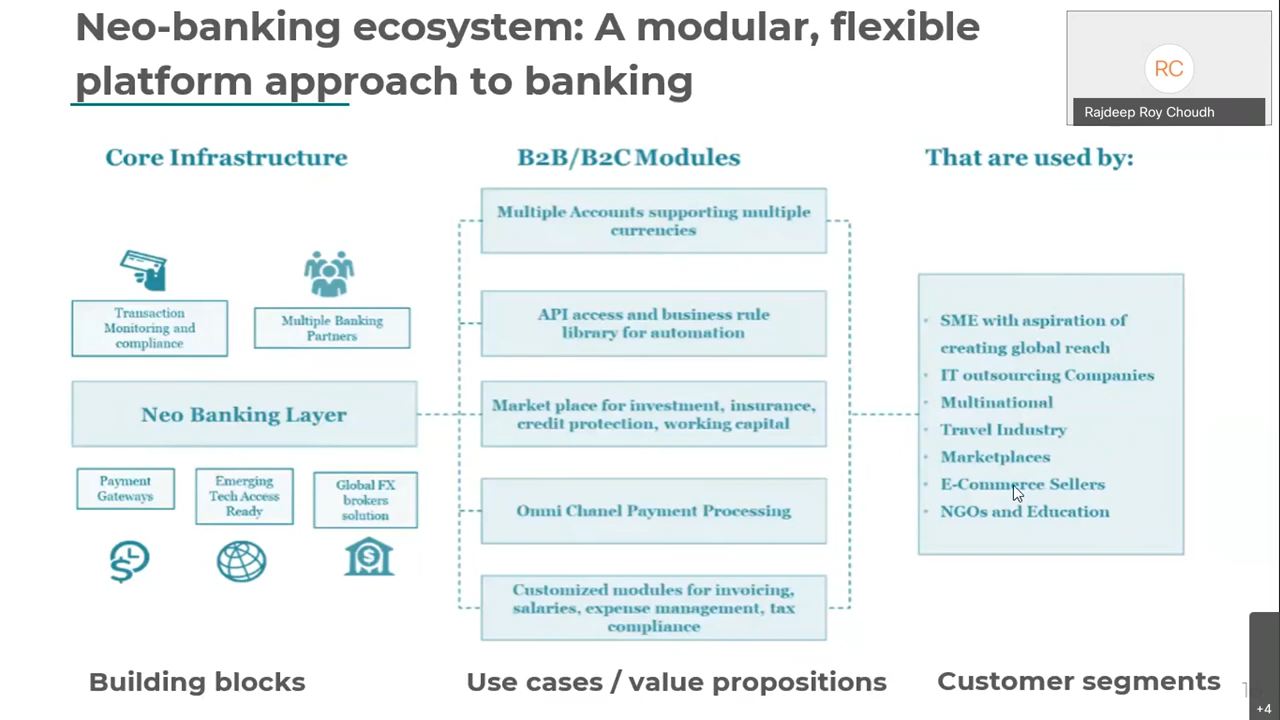 Neo-banking ecosystem: A modular, flexible
platform approach to banking
RC
Rajdeep Roy Choudh
Core Infrastructure
B2B/B2C Modules
That are used by:
Transaction
Monitoring and
compliance
Multiple Banking
Partners
Neo Banking Layer
Payment
Gateways
Emerging
Tech Access
Ready
Global FX
brokers
solution
Multiple Accounts supporting multiple
currencies
API access and business rule
library for automation
Market place for investment, insurance,
credit protection, working capital
Omni Chanel Payment Processing
Customized modules for invoicing,
salaries, expense management, tax
compliance
• SME with aspiration of
creating global reach
• IT outsourcing Companies
• Multinational
• Travel Industry
• Marketplaces
• E-Commerce Sellers
• NGOs and Education
Building blocks
Use cases / value propositions
Customer segments
+4